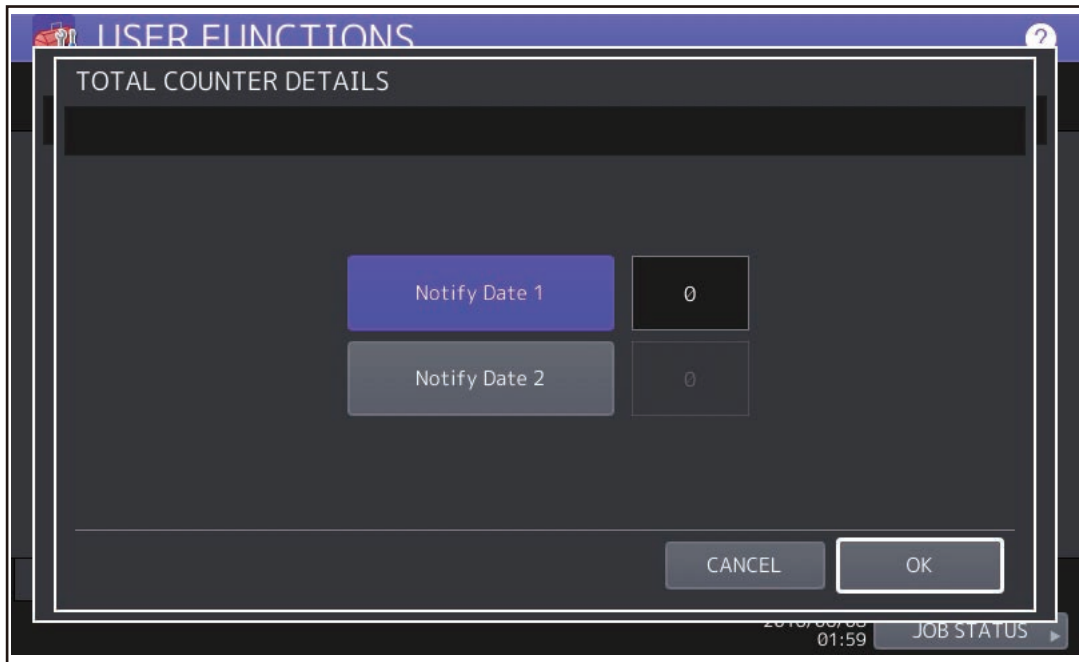 USER FUNCTIONS
?
TOTAL COUNTER DETAILS
Notify Date 1
0
Notify Date 2
0
CANCEL
OK
01:59
JOB STATUS